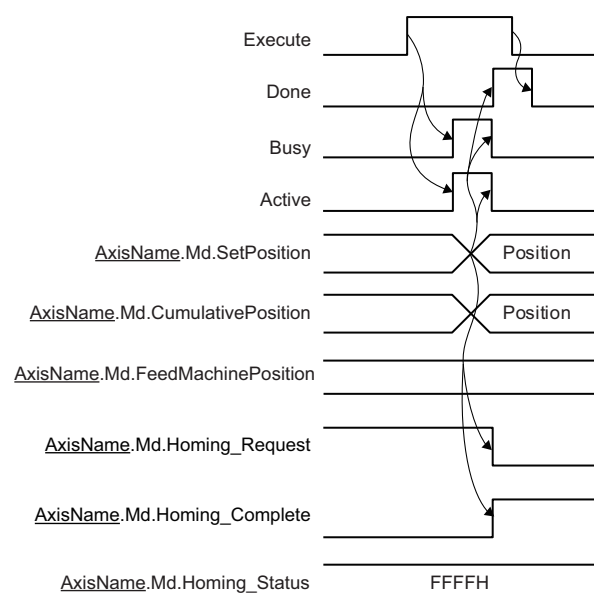 Execute
Done
Busy
Active
AxisName.Md.SetPosition Position
AxisName.Md.CumulativePosition Position
AxisName.Md.FeedMachinePosition
AxisName.Md.Homing_Request
AxisName.Md.Homing_Complete
AxisName.Md.Homing_Status FFFFH